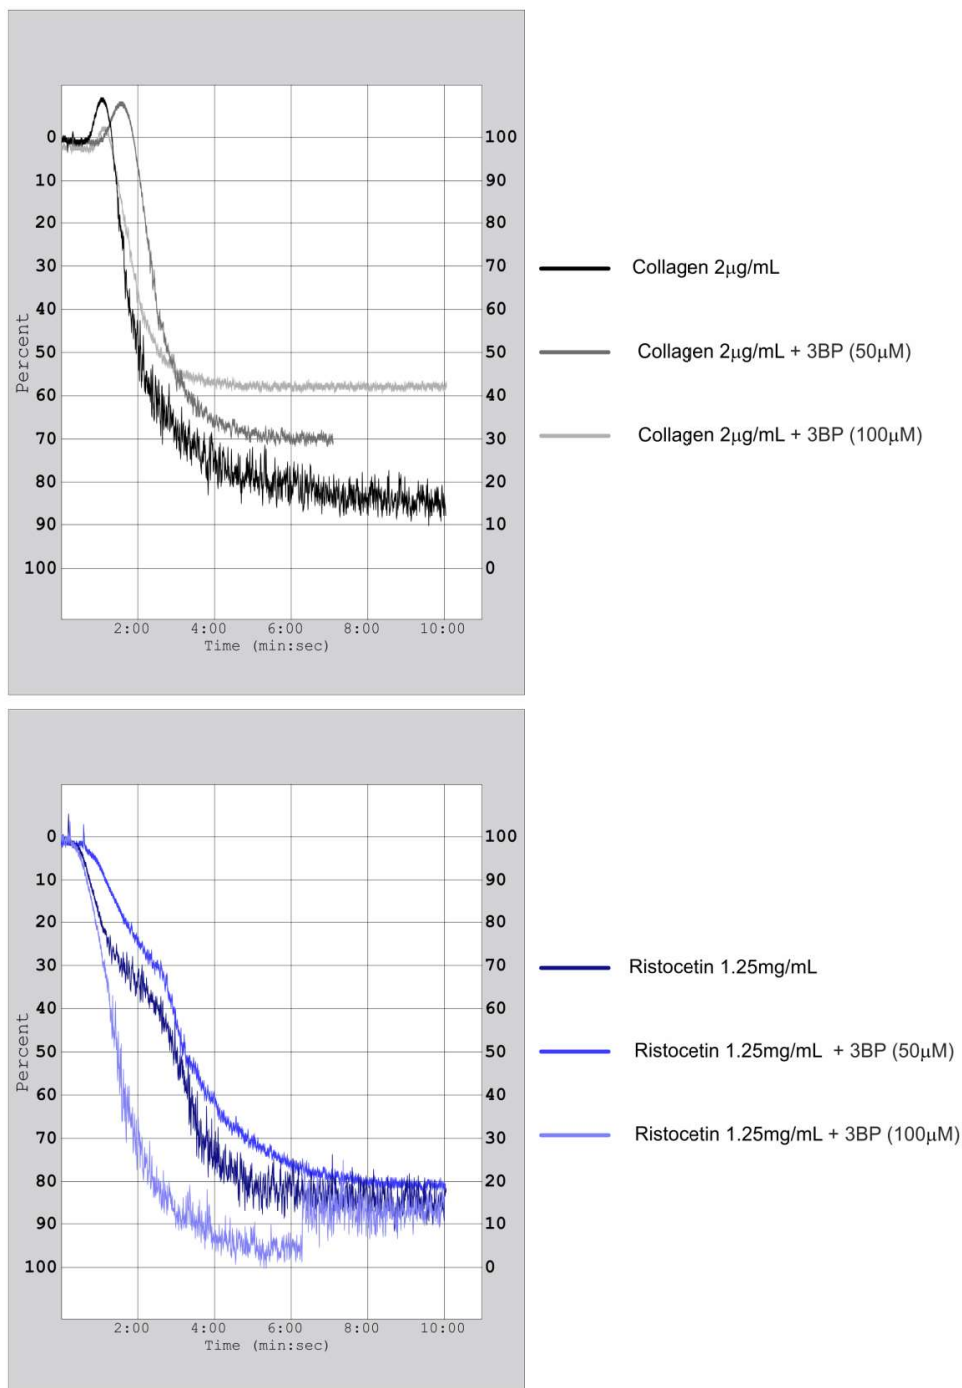 0 100
10 90
20 80
30 70
40 60
50 50
60 40
70 30
80 20
90 10
100 0
Percent
2:00 4:00 6:00 8:00 10:00
Time (min:sec)
Collagen 2μg/mL
Collagen 2μg/mL + 3BP (50μM)
Collagen 2μg/mL + 3BP (100μM)
0 100
10 90
20 80
30 70
40 60
50 50
60 40
70 30
80 20
90 10
100 0
Percent
2:00 4:00 6:00 8:00 10:00
Time (min:sec)
Ristocetin 1.25mg/mL
Ristocetin 1.25mg/mL + 3BP (50μM)
Ristocetin 1.25mg/mL + 3BP (100μM)